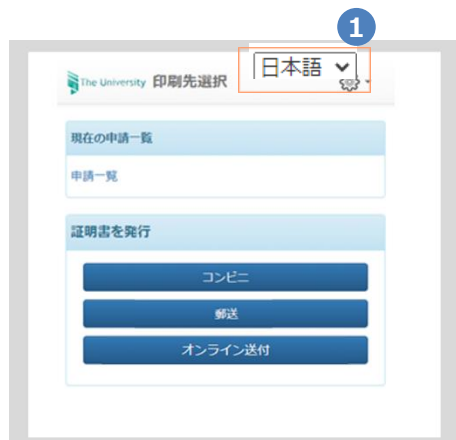 1
日本語
The University 印刷先選択
現在の申請一覧
申請一覧
証明書を発行
コンビニ
郵送
オンライン送付